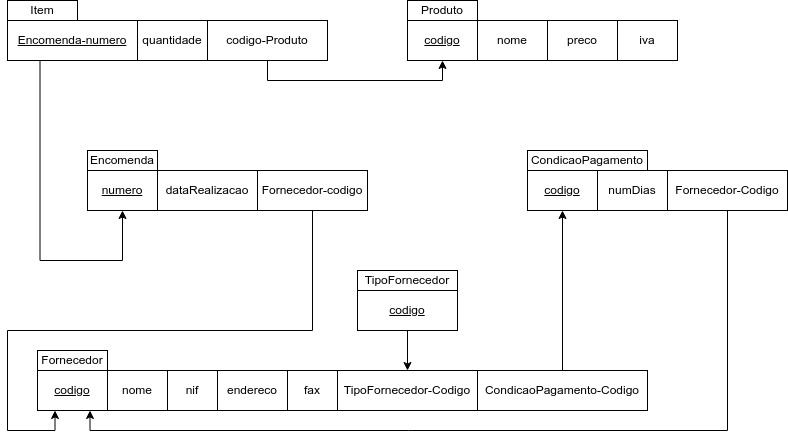 Item
Encomenda-numero quantidade codigo-Produto
Produto
codigo nome preco iva
Encomenda
numero dataRealizacao Fornecedor-codigo
CondicaoPagamento
codigo numDias Fornecedor-Codigo
TipoFornecedor
codigo
Fornecedor
codigo nome nif endereco fax TipoFornecedor-Codigo CondicaoPagamento-Codigo